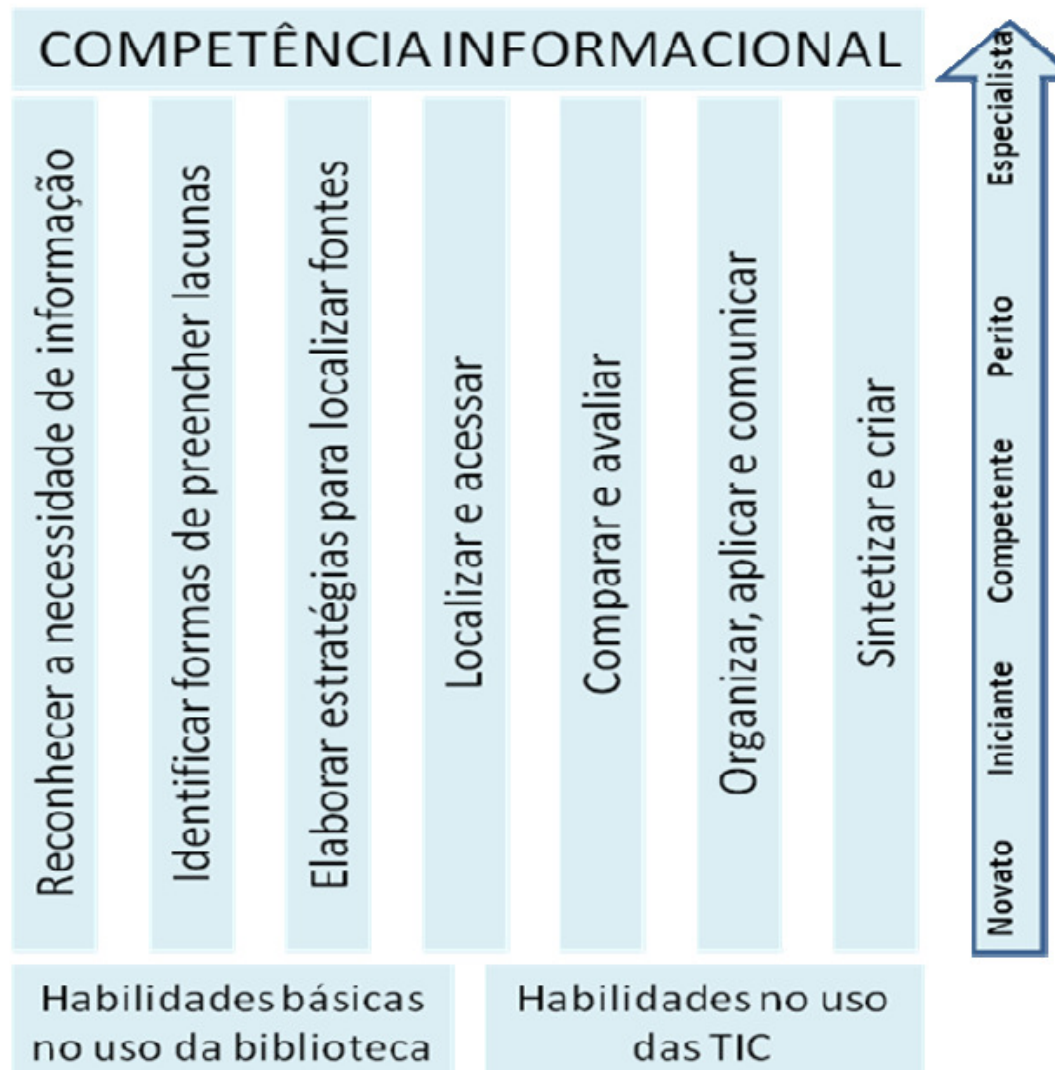 COMPETÊNCIA INFORMACIONAL
Reconhecer a necessidade de informação
Identificar formas de preencher lacunas
Elaborar estratégias para localizar fontes
Localizar e acessar
Comparar e avaliar
Organizar, aplicar e comunicar
Sintetizar e criar
Habilidades básicas
no uso da biblioteca
Habilidades no uso
das TIC
Novato
Iniciante
Competente
Perito
Especialista